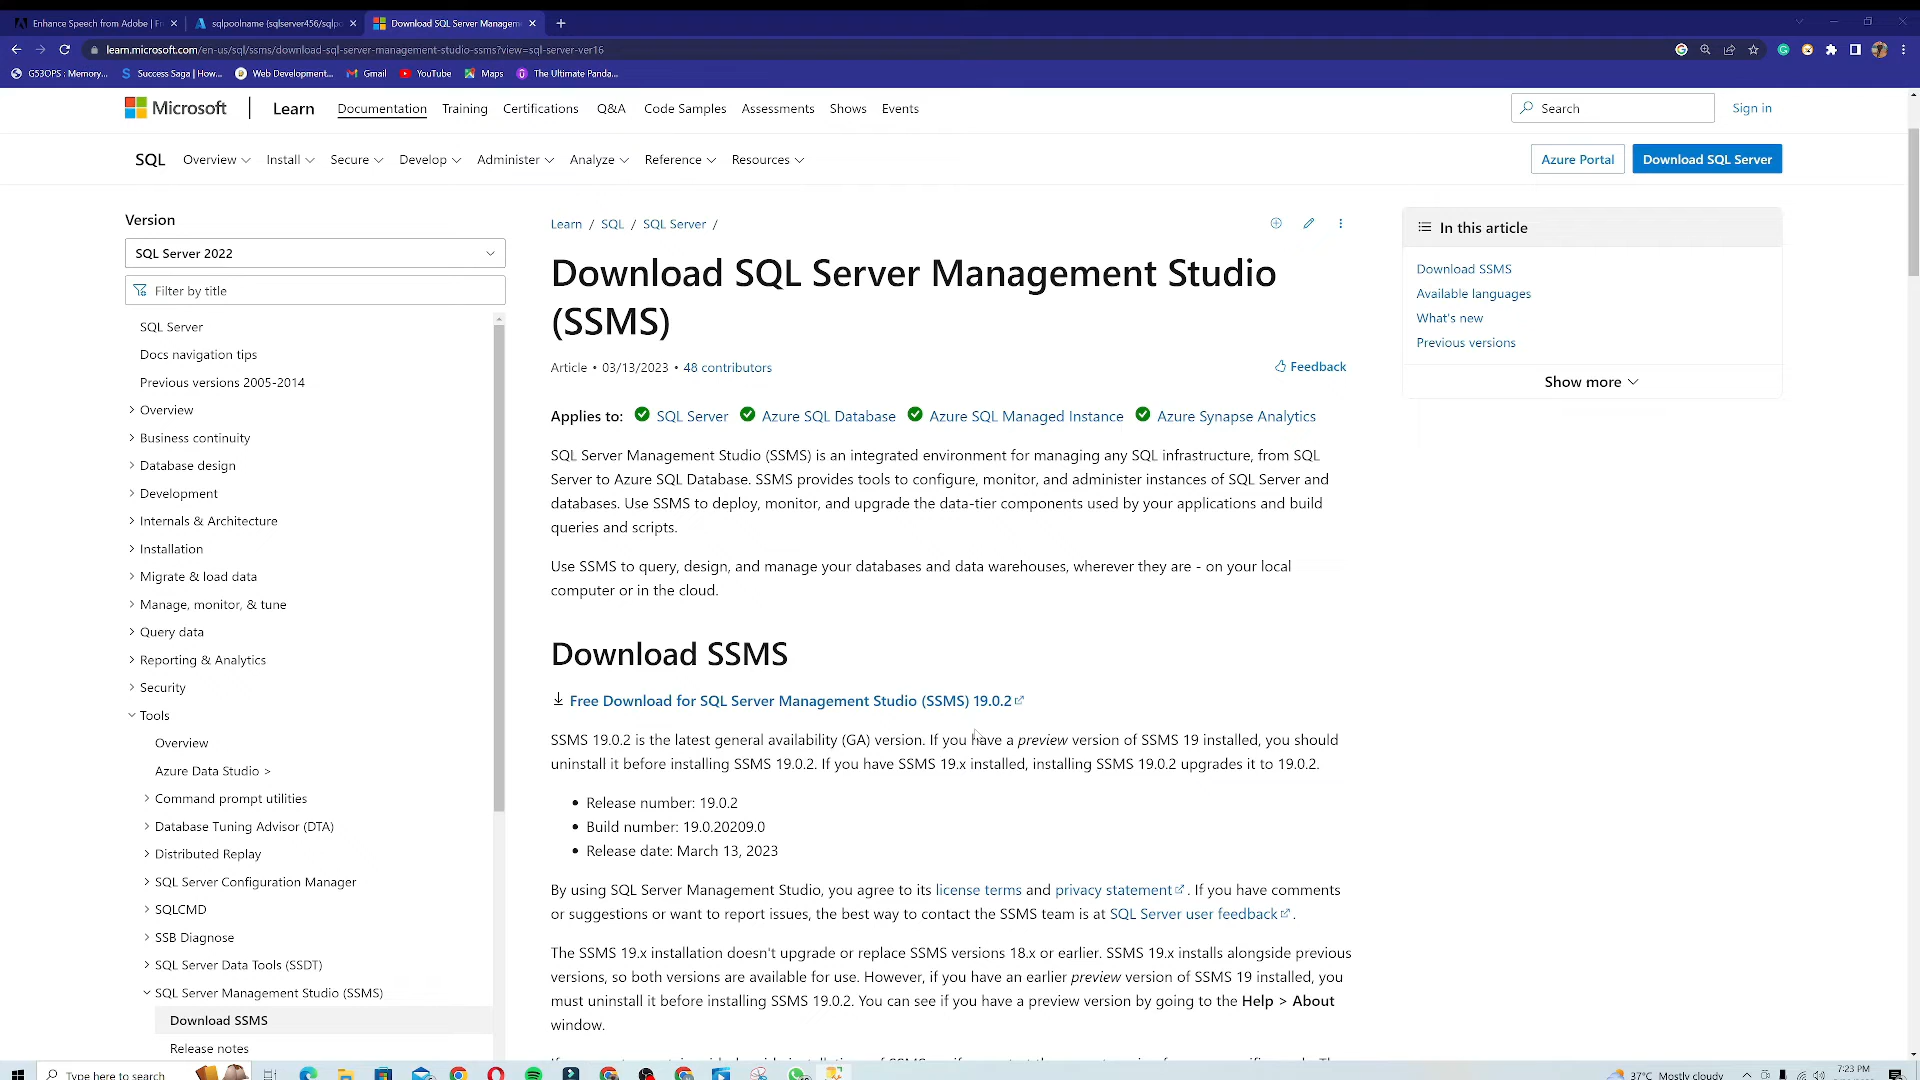 Enhance Speech from Adobe | Fr
sqlpoolname (sqlserver456/sqlpo
Download SQL Server Managem
learn.microsoft.com/en-us/sql/ssms/download-sql-server-management-studio-ssms?view=sql-server-ver16
G53OPS : Memory...
Success Saga | How...
Web Development...
Gmail
YouTube
Maps
The Ultimate Panda...
Microsoft
Learn
Documentation
Training
Certifications
Q&A
Code Samples
Assessments
Shows
Events
Search
Sign in
SQL
Overview
Install
Secure
Develop
Administer
Analyze
Reference
Resources
Azure Portal
Download SQL Server
Version
SQL Server 2022
Filter by title
SQL Server
Docs navigation tips
Previous versions 2005-2014
Overview
Business continuity
Database design
Development
Internals & Architecture
Installation
Migrate & load data
Manage, monitor, & tune
Query data
Reporting & Analytics
Security
Tools
Overview
Azure Data Studio >
Command prompt utilities
Database Tuning Advisor (DTA)
Distributed Replay
SQL Server Configuration Manager
SQLCMD
SSB Diagnose
SQL Server Data Tools (SSDT)
SQL Server Management Studio (SSMS)
Download SSMS
Release notes
Learn / SQL / SQL Server /
Download SQL Server Management Studio
(SSMS)
Article • 03/13/2023 • 48 contributors
Feedback
Applies to: SQL Server Azure SQL Database Azure SQL Managed Instance Azure Synapse Analytics
SQL Server Management Studio (SSMS) is an integrated environment for managing any SQL infrastructure, from SQL
Server to Azure SQL Database. SSMS provides tools to configure, monitor, and administer instances of SQL Server and
databases. Use SSMS to deploy, monitor, and upgrade the data-tier components used by your applications and build
queries and scripts.
Use SSMS to query, design, and manage your databases and data warehouses, wherever they are - on your local
computer or in the cloud.
Download SSMS
Free Download for SQL Server Management Studio (SSMS) 19.0.2
SSMS 19.0.2 is the latest general availability (GA) version. If you have a preview version of SSMS 19 installed, you should
uninstall it before installing SSMS 19.0.2. If you have SSMS 19.x installed, installing SSMS 19.0.2 upgrades it to 19.0.2.
• Release number: 19.0.2
• Build number: 19.0.20209.0
• Release date: March 13, 2023
By using SQL Server Management Studio, you agree to its license terms and privacy statement. If you have comments
or suggestions or want to report issues, the best way to contact the SSMS team is at SQL Server user feedback.
The SSMS 19.x installation doesn't upgrade or replace SSMS versions 18.x or earlier. SSMS 19.x installs alongside previous
versions, so both versions are available for use. However, if you have an earlier preview version of SSMS 19 installed, you
must uninstall it before installing SSMS 19.0.2. You can see if you have a preview version by going to the Help > About
window.
In this article
Download SSMS
Available languages
What's new
Previous versions
Show more
Type here to search
37°C Mostly cloudy
7:23 PM